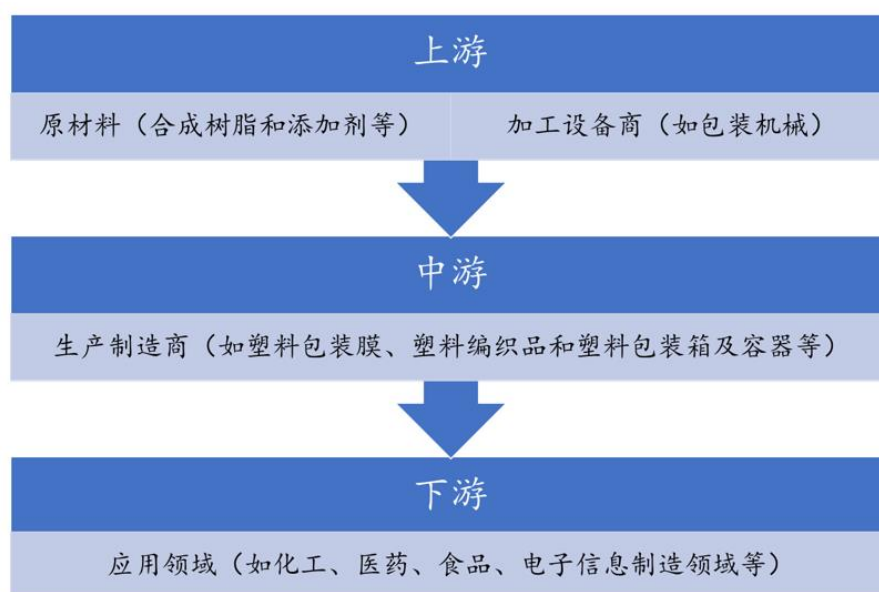 上游
原材料（合成树脂和添加剂等） 加工设备商（如包装机械）
中游
生产制造商（如塑料包装膜、塑料编织品和塑料包装箱及容器等）
下游
应用领域（如化工、医药、食品、电子信息制造领域等）